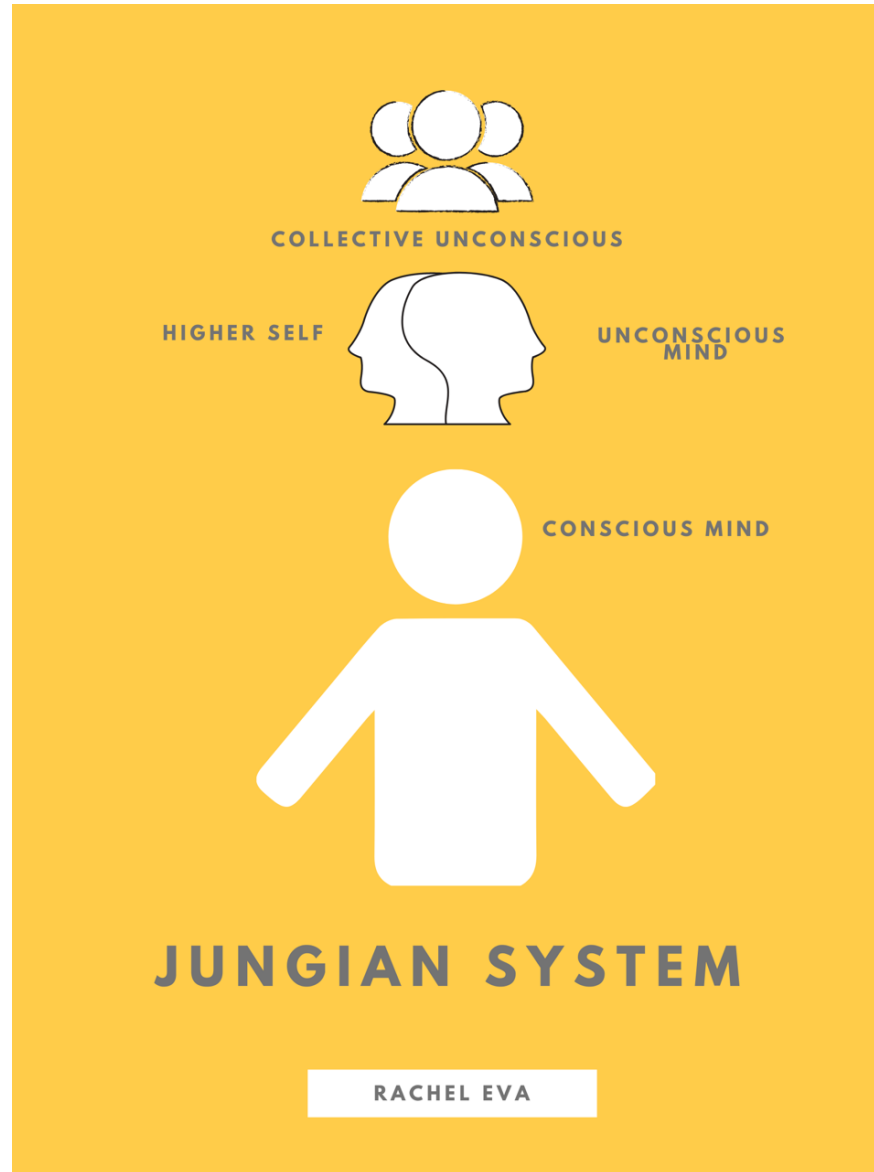 COLLECTIVE UNCONSCIOUS
HIGHER SELF
UNCONSCIOUS
MIND
CONSCIOUS MIND
JUNGIAN SYSTEM
RACHEL EVA